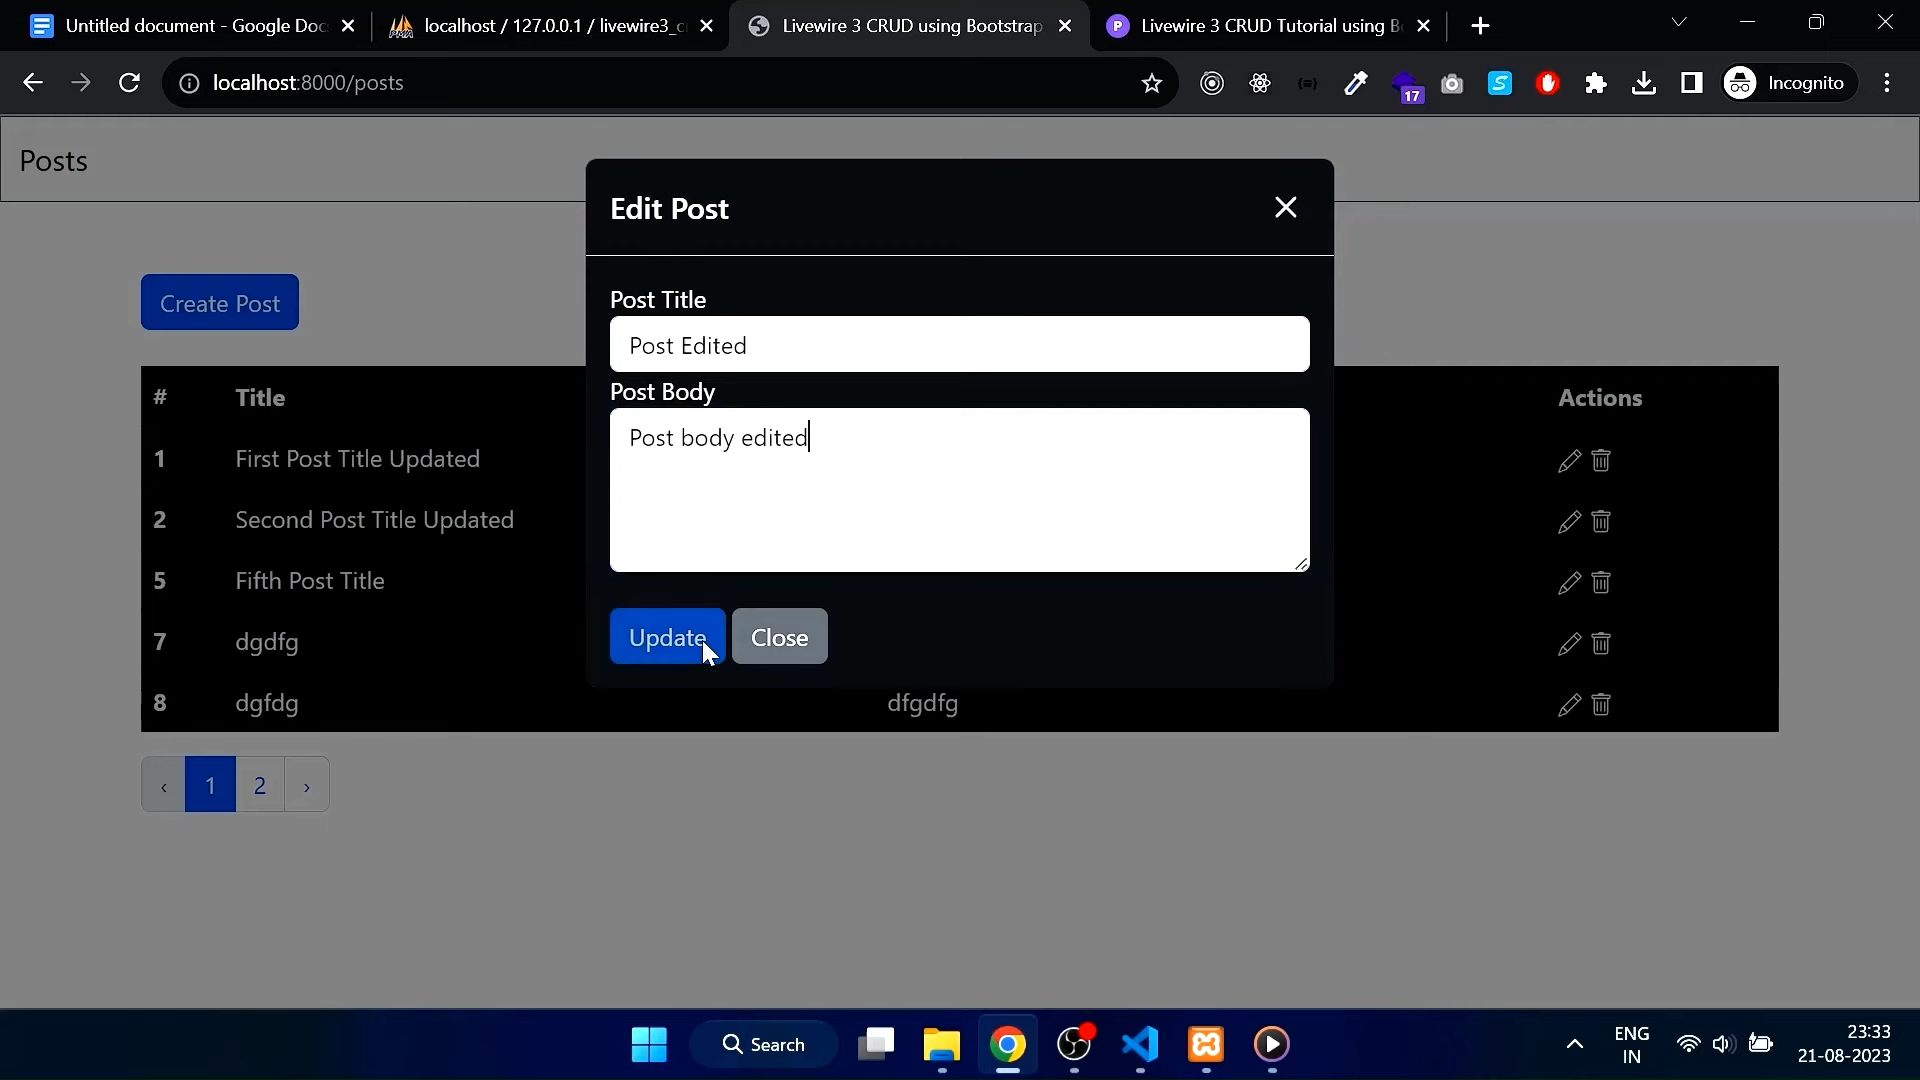 Untitled document - Google Doc
localhost / 127.0.0.1 / livewire3_c
Livewire 3 CRUD using Bootstrap
P
Livewire 3 CRUD Tutorial using B
localhost:8000/posts
17
S
Incognito
Posts
Edit Post
Create Post
Post Title
Post Edited
Post Body
Post body edited
# Title Actions
1 First Post Title Updated
2 Second Post Title Updated
5 Fifth Post Title
7 dgdfg
Update Close
8 dgfdg dfgdfg
‹ 1 2 ›
Search
ENG
IN
23:33
21-08-2023